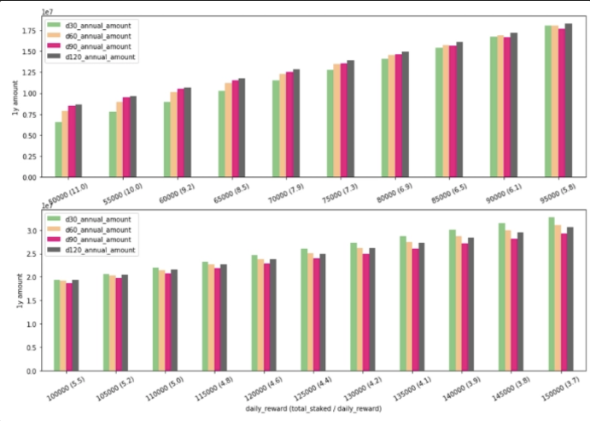 1e7
d30_annual_amount
d60_annual_amount
d90_annual_amount
d120_annual_amount
1.75
1.50
1.25
1.00
0.75
0.50
0.25
0.00
1y amount
55000 (10.0)
60000 (9.2)
65000 (8.5)
70000 (7.9)
75000 (7.3)
80000 (6.9)
85000 (6.5)
90000 (6.1)
95000 (5.8)
d30_annual_amount
d60_annual_amount
d90_annual_amount
d120_annual_amount
3.0
2.5
2.0
1.5
1.0
0.5
0.0
1y amount
100000 (5.5)
105000 (5.2)
110000 (5.0)
115000 (4.8)
120000 (4.6)
125000 (4.4)
130000 (4.2)
135000 (4.1)
140000 (3.9)
145000 (3.8)
150000 (3.7)
daily_reward (total_staked / daily_reward)